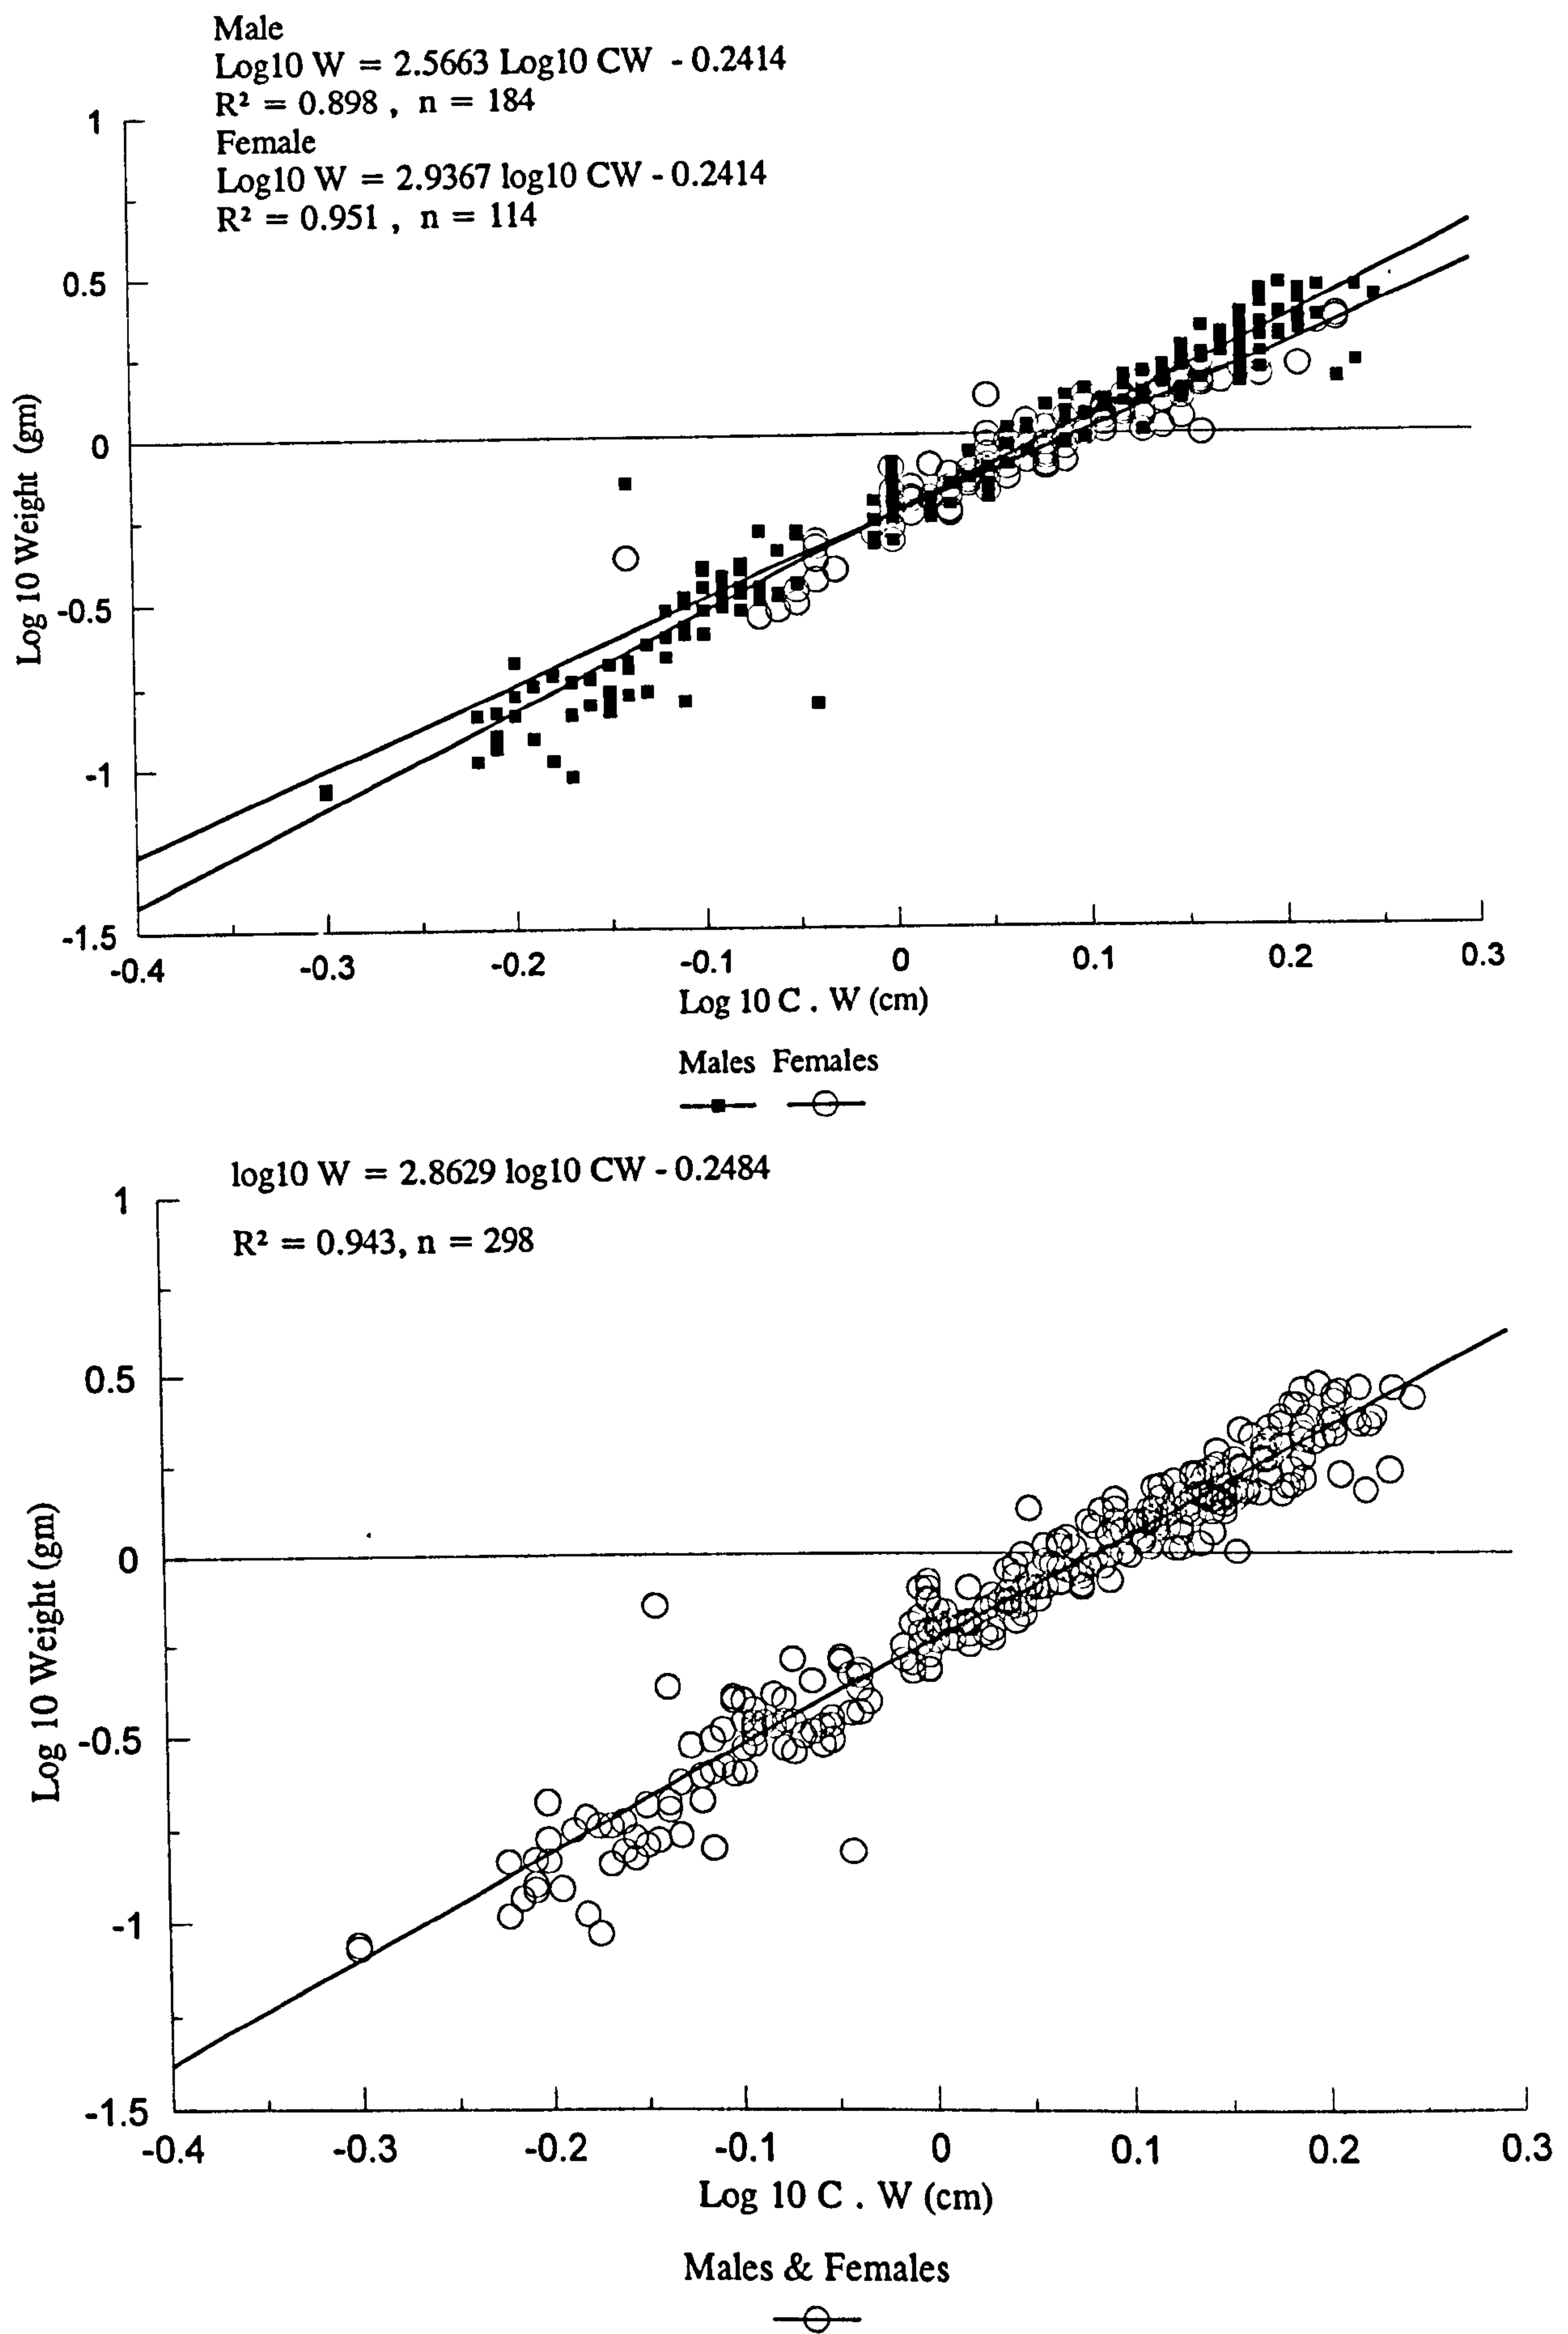 Male
Log10 W = 2.5663 Log10 CW - 0.2414
R² = 0.898 , n = 184
Female
Log10 W = 2.9367 log10 CW - 0.2414
R² = 0.951 , n = 114
1
0.5
0
-0.5
-1
-1.5
Log 10 Weight (gm)
-0.4 -0.3 -0.2 -0.1 0 0.1 0.2 0.3
Log 10 C . W (cm)
Males Females
log10 W = 2.8629 log10 CW - 0.2484
R² = 0.943, n = 298
1
0.5
0
-0.5
-1
-1.5
Log 10 Weight (gm)
-0.4 -0.3 -0.2 -0.1 0 0.1 0.2 0.3
Log 10 C . W (cm)
Males & Females